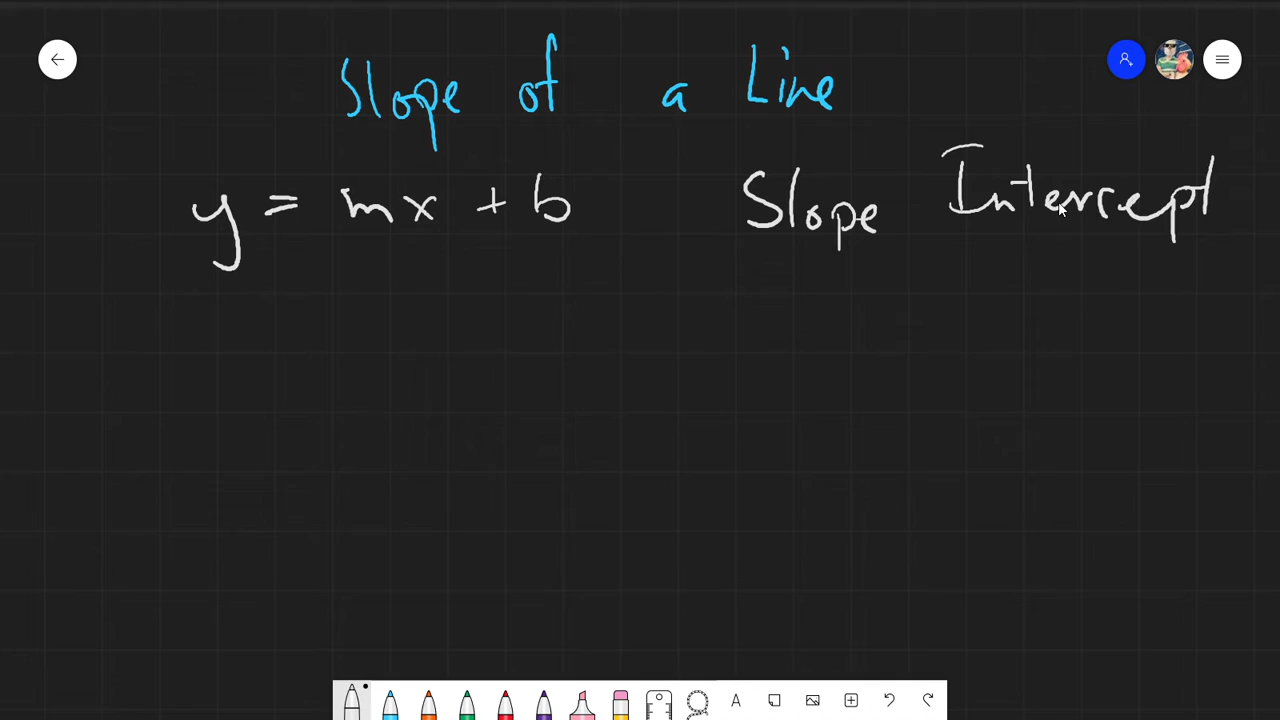 Slope of a Line
y = mx + b Slope Intercept
A